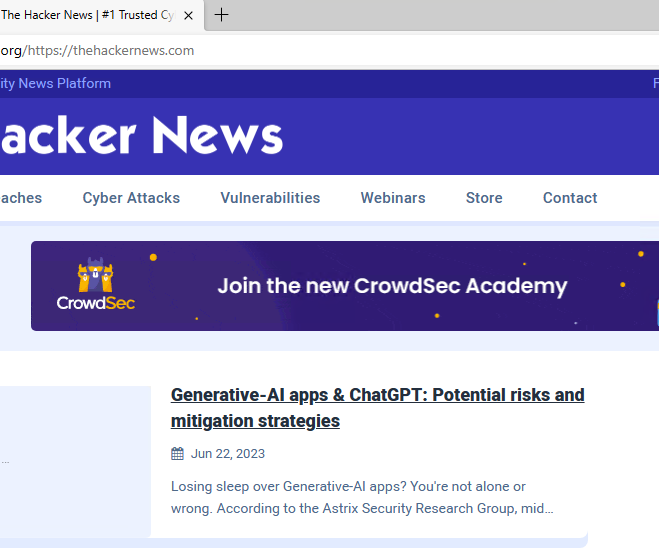 The Hacker News | #1 Trusted Cy
org/https://thehackernews.com
ity News Platform
F
acker News
aches Cyber Attacks Vulnerabilities Webinars Store Contact
CrowdSec
Join the new CrowdSec Academy
Generative-AI apps & ChatGPT: Potential risks and
mitigation strategies
Jun 22, 2023
...
Losing sleep over Generative-AI apps? You're not alone or
wrong. According to the Astrix Security Research Group, mid...